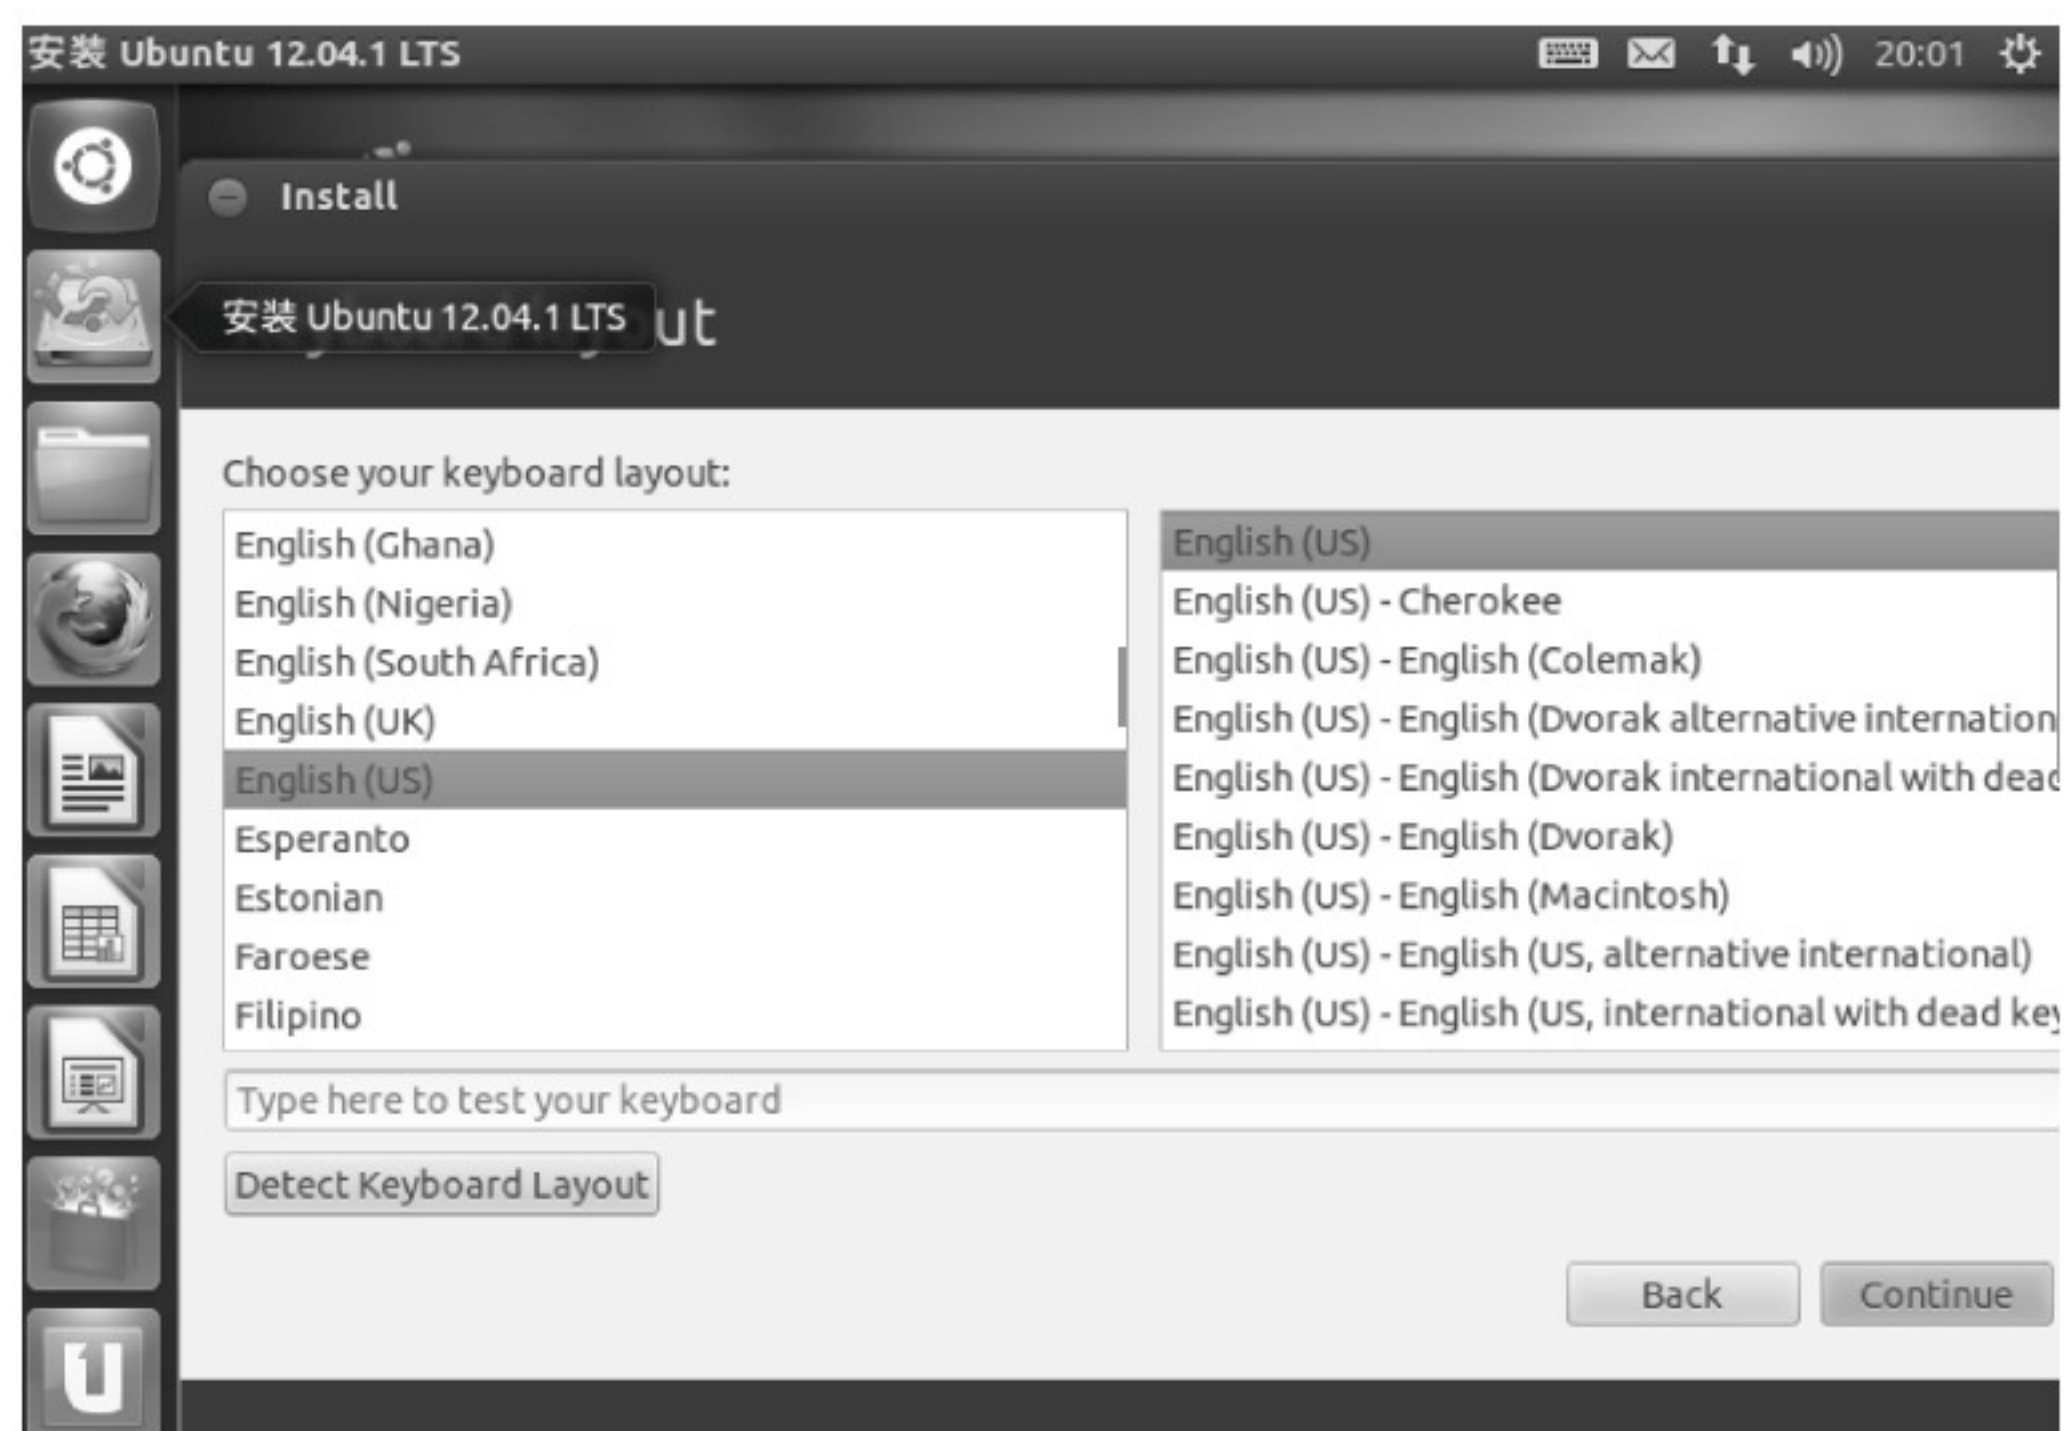 安装 Ubuntu 12.04.1 LTS
20:01
Install
安装 Ubuntu 12.04.1 LTS
ut
Choose your keyboard layout:
English (Ghana)
English (Nigeria)
English (South Africa)
English (UK)
English (US)
Esperanto
Estonian
Faroese
Filipino
English (US)
English (US) - Cherokee
English (US) - English (Colemak)
English (US) - English (Dvorak alternative internation
English (US) - English (Dvorak international with dead
English (US) - English (Dvorak)
English (US) - English (Macintosh)
English (US) - English (US, alternative international)
English (US) - English (US, international with dead key
Type here to test your keyboard
Detect Keyboard Layout
Back
Continue